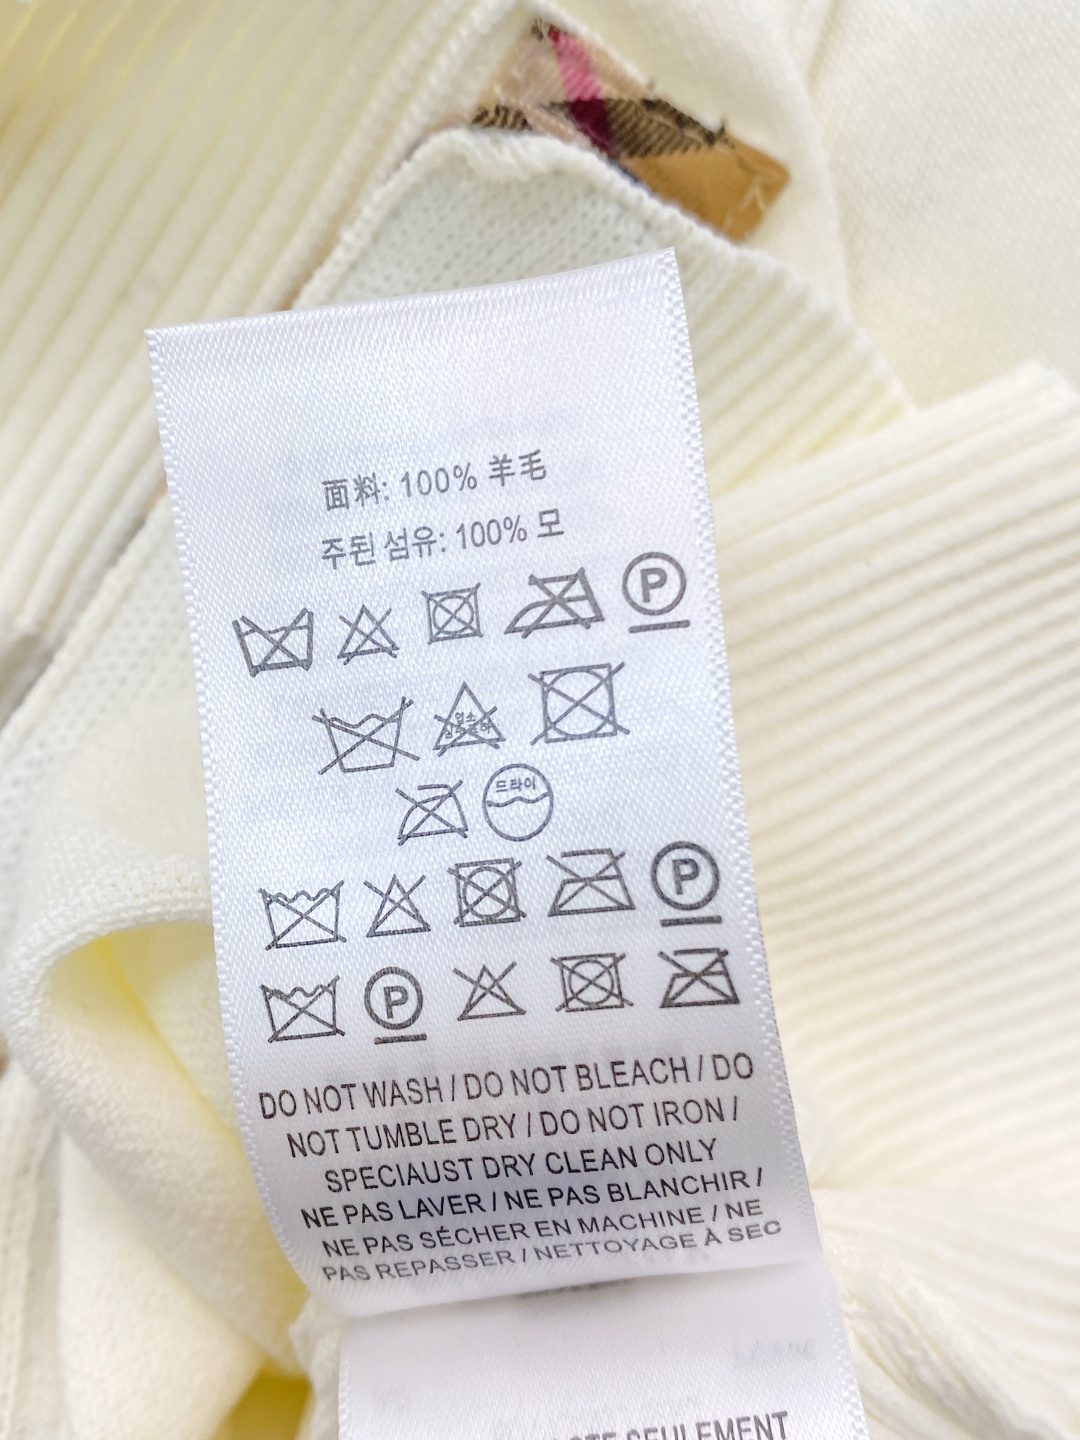 面料: 100% 羊毛
주된 섬유: 100% 모
P
드라이
P
P
DO NOT WASH / DO NOT BLEACH / DO
NOT TUMBLE DRY / DO NOT IRON /
SPECIAUST DRY CLEAN ONLY
NE PAS LAVER / NE PAS BLANCHIR /
NE PAS SÉCHER EN MACHINE / NE
PAS REPASSER / NETTOYAGE À SEC
SEULEMENT